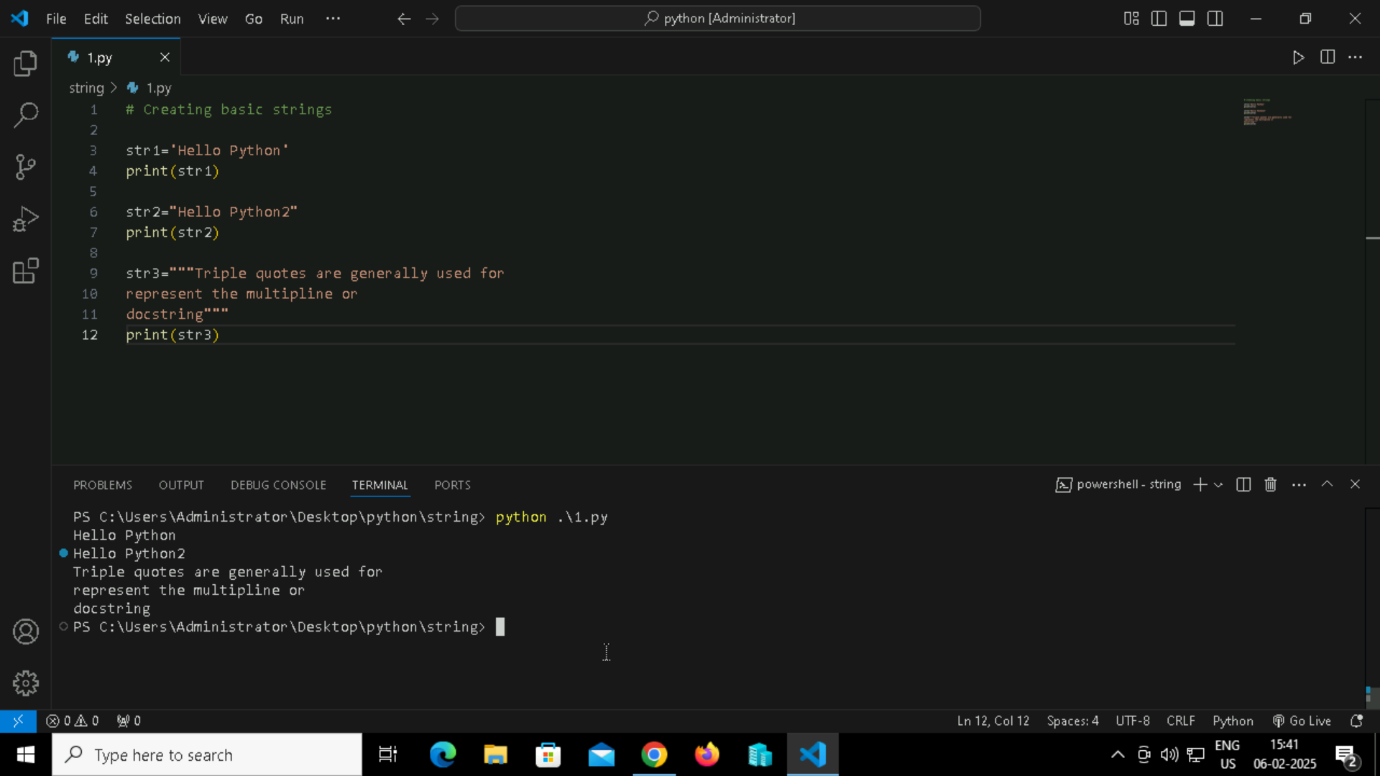 File Edit Selection View Go Run ··· python [Administrator]
1.py
string > 1.py
1 # Creating basic strings
2
3 str1='Hello Python'
4 print(str1)
5
6 str2="Hello Python2"
7 print(str2)
8
9 str3="""Triple quotes are generally used for
10 represent the multipline or
11 docstring"""
12 print(str3)
PROBLEMS OUTPUT DEBUG CONSOLE TERMINAL PORTS powershell - string
PS C:\Users\Administrator\Desktop\python\string> python .\1.py
Hello Python
Hello Python2
Triple quotes are generally used for
represent the multipline or
docstring
PS C:\Users\Administrator\Desktop\python\string>
0 0 0 Ln 12, Col 12 Spaces: 4 UTF-8 CRLF Python Go Live
Type here to search ENG 15:41
US 06-02-2025 2